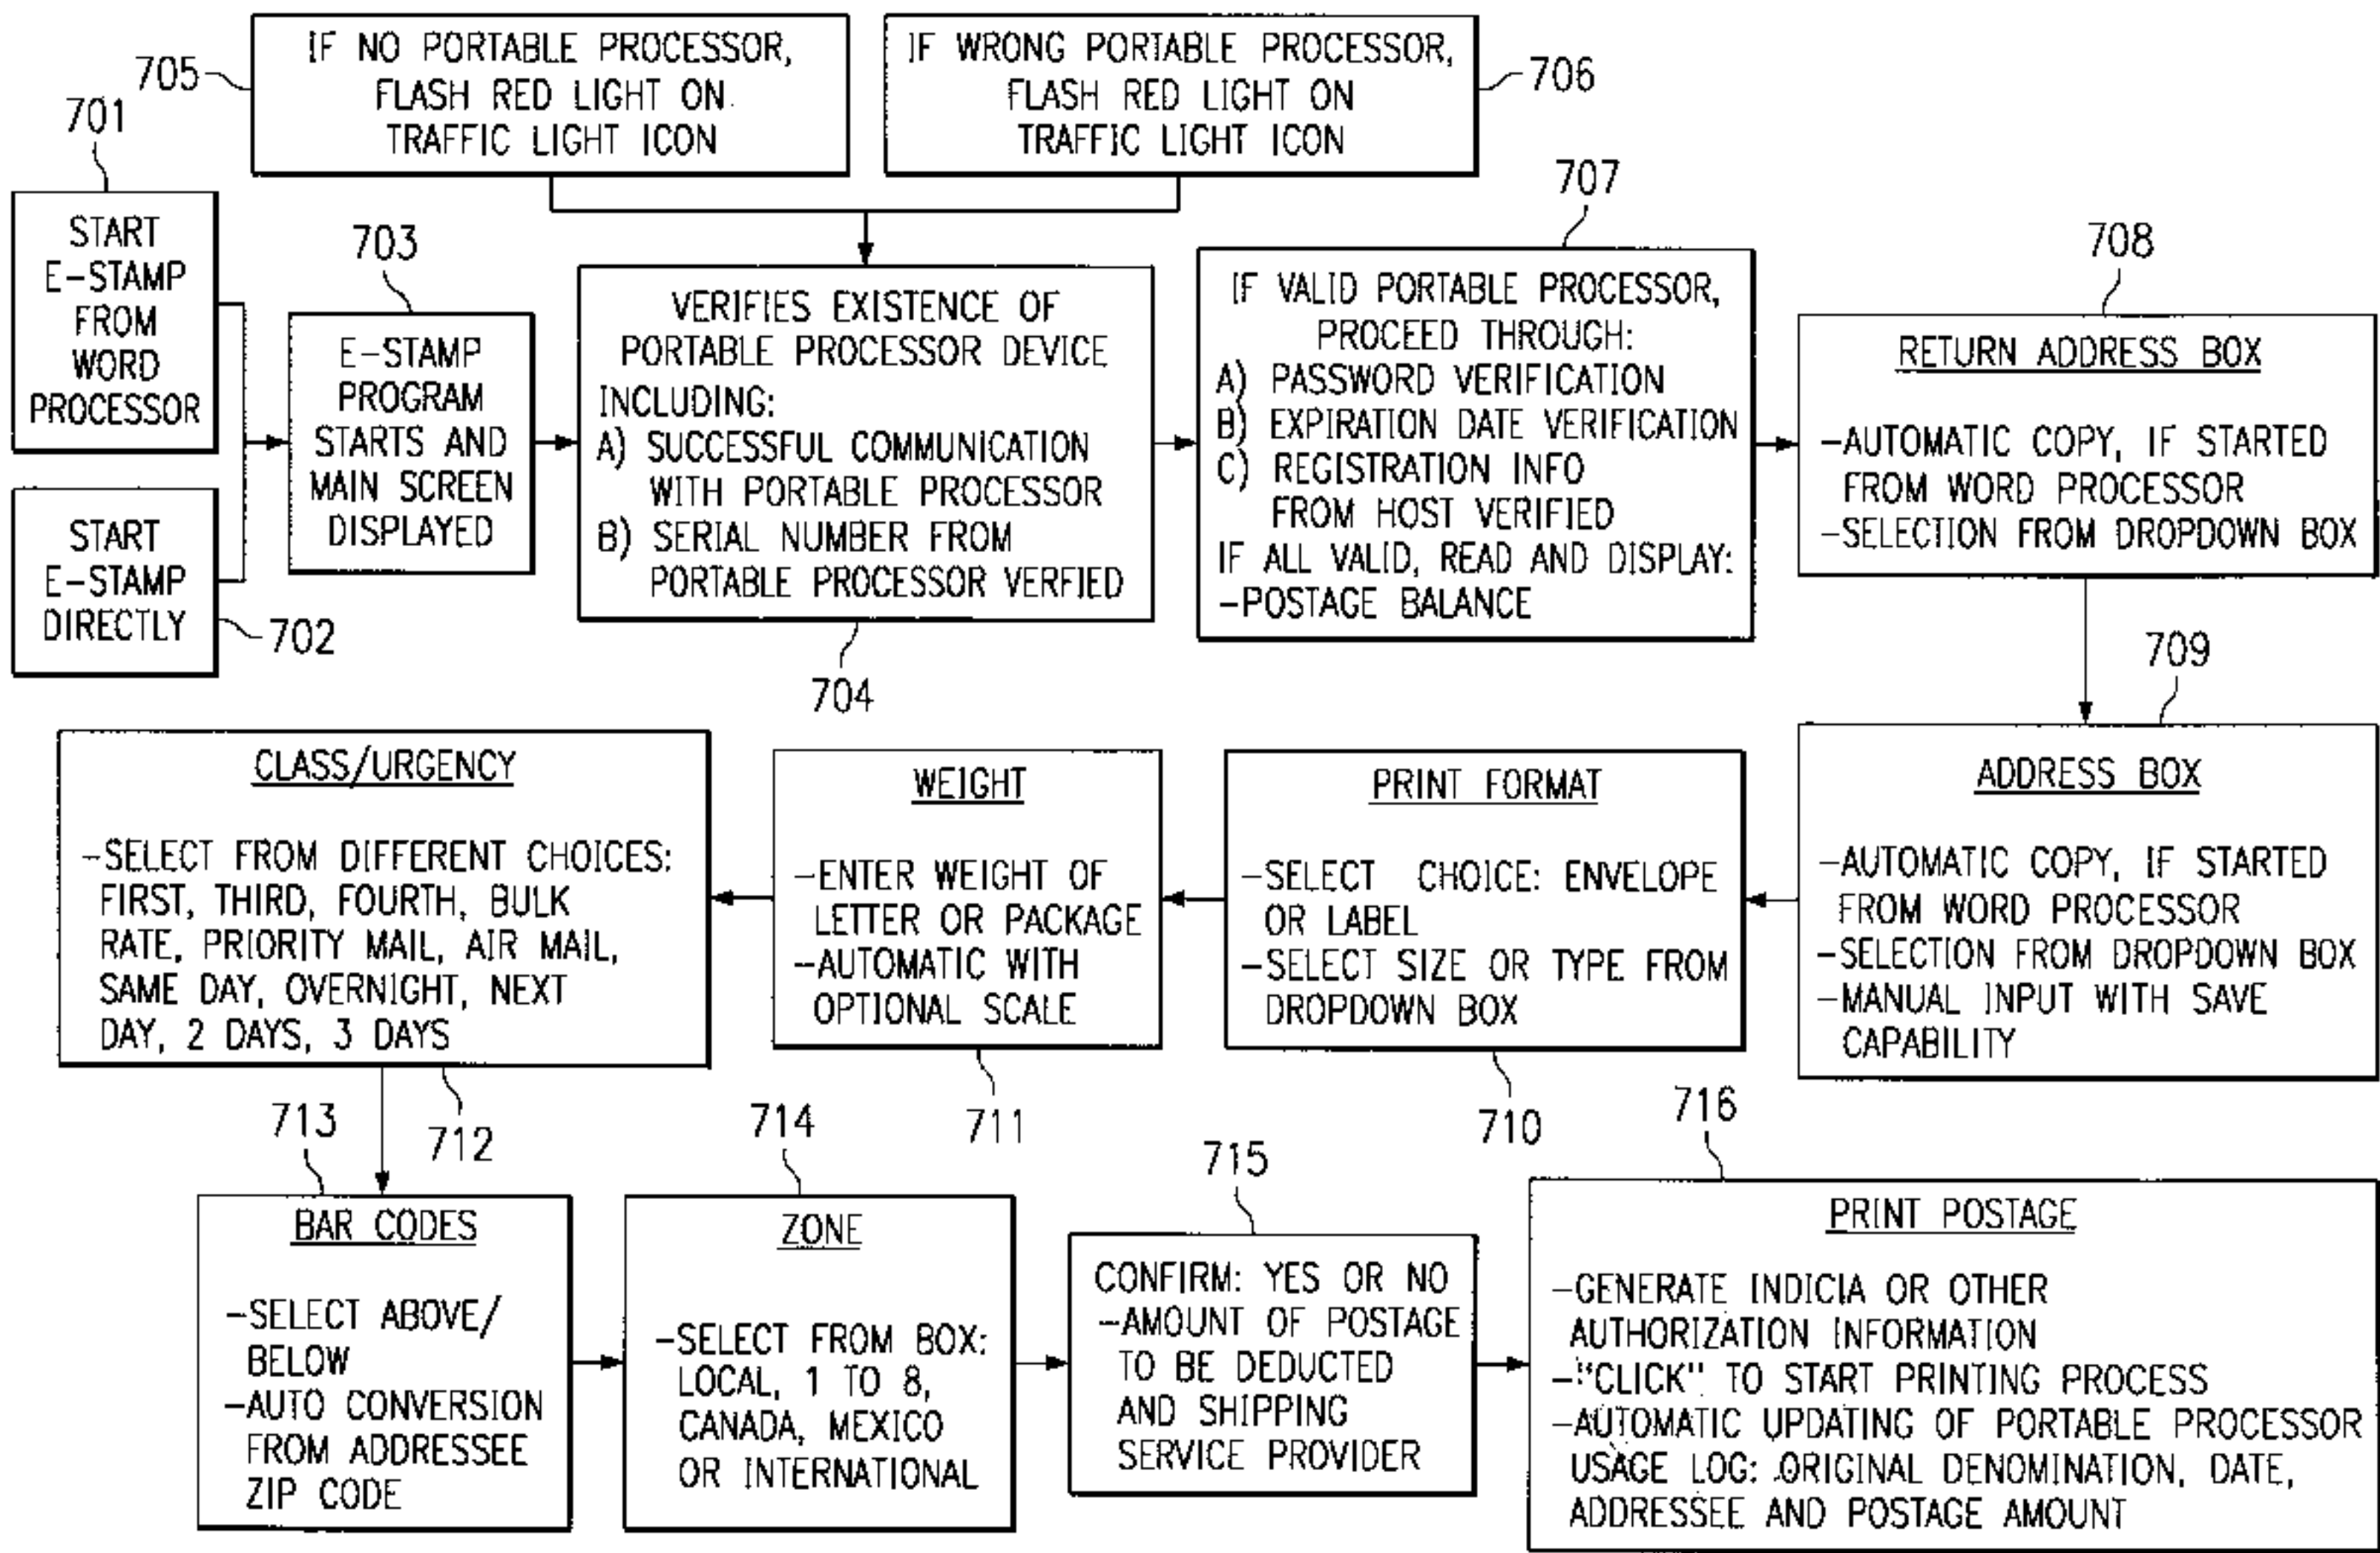 705
IF NO PORTABLE PROCESSOR,
FLASH RED LIGHT ON
TRAFFIC LIGHT ICON
IF WRONG PORTABLE PROCESSOR,
FLASH RED LIGHT ON
TRAFFIC LIGHT ICON
706
701
START
E-STAMP
FROM
WORD
PROCESSOR
START
E-STAMP
DIRECTLY
702
703
E-STAMP
PROGRAM
STARTS AND
MAIN SCREEN
DISPLAYED
VERIFIES EXISTENCE OF
PORTABLE PROCESSOR DEVICE
INCLUDING:
A) SUCCESSFUL COMMUNICATION
WITH PORTABLE PROCESSOR
B) SERIAL NUMBER FROM
PORTABLE PROCESSOR VERFIED
704
707
IF VALID PORTABLE PROCESSOR,
PROCEED THROUGH:
A) PASSWORD VERIFICATION
B) EXPIRATION DATE VERIFICATION
C) REGISTRATION INFO
FROM HOST VERIFIED
IF ALL VALID, READ AND DISPLAY:
-POSTAGE BALANCE
708
RETURN ADDRESS BOX
-AUTOMATIC COPY, IF STARTED
FROM WORD PROCESSOR
-SELECTION FROM DROPDOWN BOX
709
ADDRESS BOX
-AUTOMATIC COPY, IF STARTED
FROM WORD PROCESSOR
-SELECTION FROM DROPDOWN BOX
-MANUAL INPUT WITH SAVE
CAPABILITY
PRINT FORMAT
-SELECT CHOICE: ENVELOPE
OR LABEL
-SELECT SIZE OR TYPE FROM
DROPDOWN BOX
710
WEIGHT
-ENTER WEIGHT OF
LETTER OR PACKAGE
-AUTOMATIC WITH
OPTIONAL SCALE
711
CLASS/URGENCY
-SELECT FROM DIFFERENT CHOICES:
FIRST, THIRD, FOURTH, BULK
RATE, PRIORITY MAIL, AIR MAIL,
SAME DAY, OVERNIGHT, NEXT
DAY, 2 DAYS, 3 DAYS
712
713
BAR CODES
-SELECT ABOVE/
BELOW
-AUTO CONVERSION
FROM ADDRESSEE
ZIP CODE
714
ZONE
-SELECT FROM BOX:
LOCAL, 1 TO 8,
CANADA, MEXICO
OR INTERNATIONAL
715
CONFIRM: YES OR NO
-AMOUNT OF POSTAGE
TO BE DEDUCTED
AND SHIPPING
SERVICE PROVIDER
716
PRINT POSTAGE
-GENERATE INDICIA OR OTHER
AUTHORIZATION INFORMATION
-"CLICK" TO START PRINTING PROCESS
-AUTOMATIC UPDATING OF PORTABLE PROCESSOR
USAGE LOG: ORIGINAL DENOMINATION, DATE,
ADDRESSEE AND POSTAGE AMOUNT